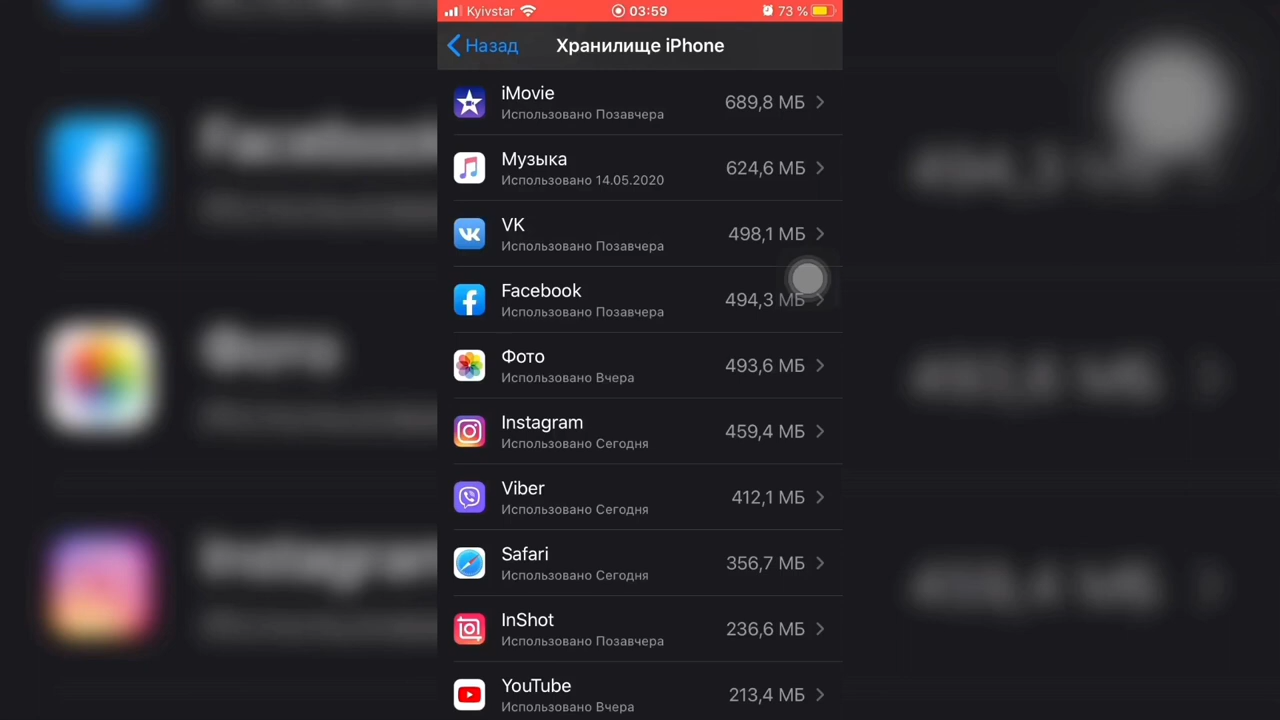 Kyivstar 03:59 73 %
Назад Хранилище iPhone
iMovie 689,8 МБ
Использовано Позавчера
Музыка 624,6 МБ
Использовано 14.05.2020
VK 498,1 МБ
Использовано Позавчера
Facebook 494,3 МБ
Использовано Позавчера
Фото 493,6 МБ
Использовано Вчера
Instagram 459,4 МБ
Использовано Сегодня
Viber 412,1 МБ
Использовано Сегодня
Safari 356,7 МБ
Использовано Сегодня
InShot 236,6 МБ
Использовано Позавчера
YouTube 213,4 МБ
Использовано Вчера